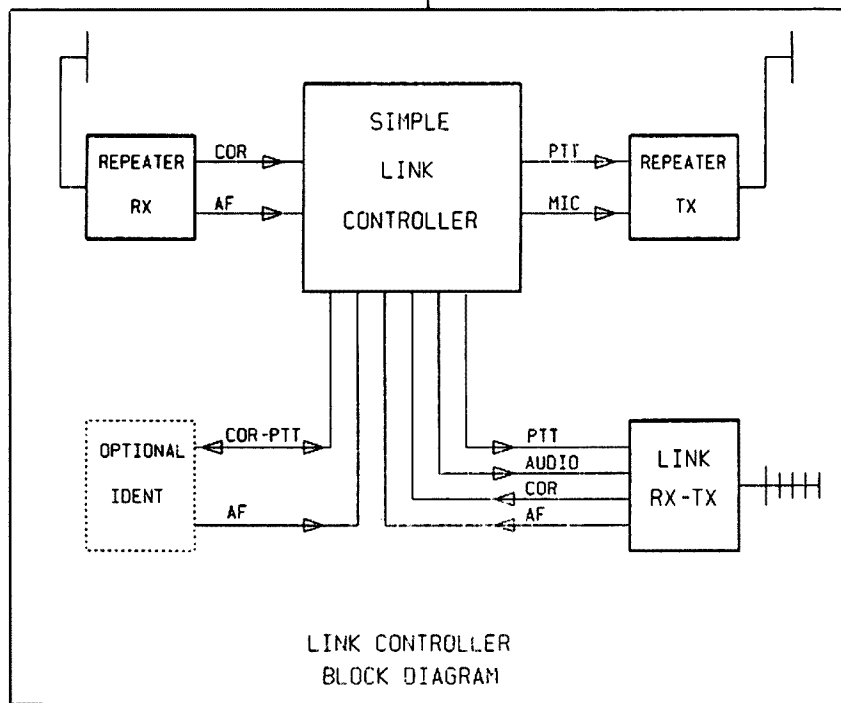 SIMPLE
LINK
CONTROLLER
REPEATER
RX
COR
AF
PTT
MIC
REPEATER
TX
OPTIONAL
IDENT
COR-PTT
AF
PTT
AUDIO
COR
AF
LINK
RX-TX
LINK CONTROLLER
BLOCK DIAGRAM